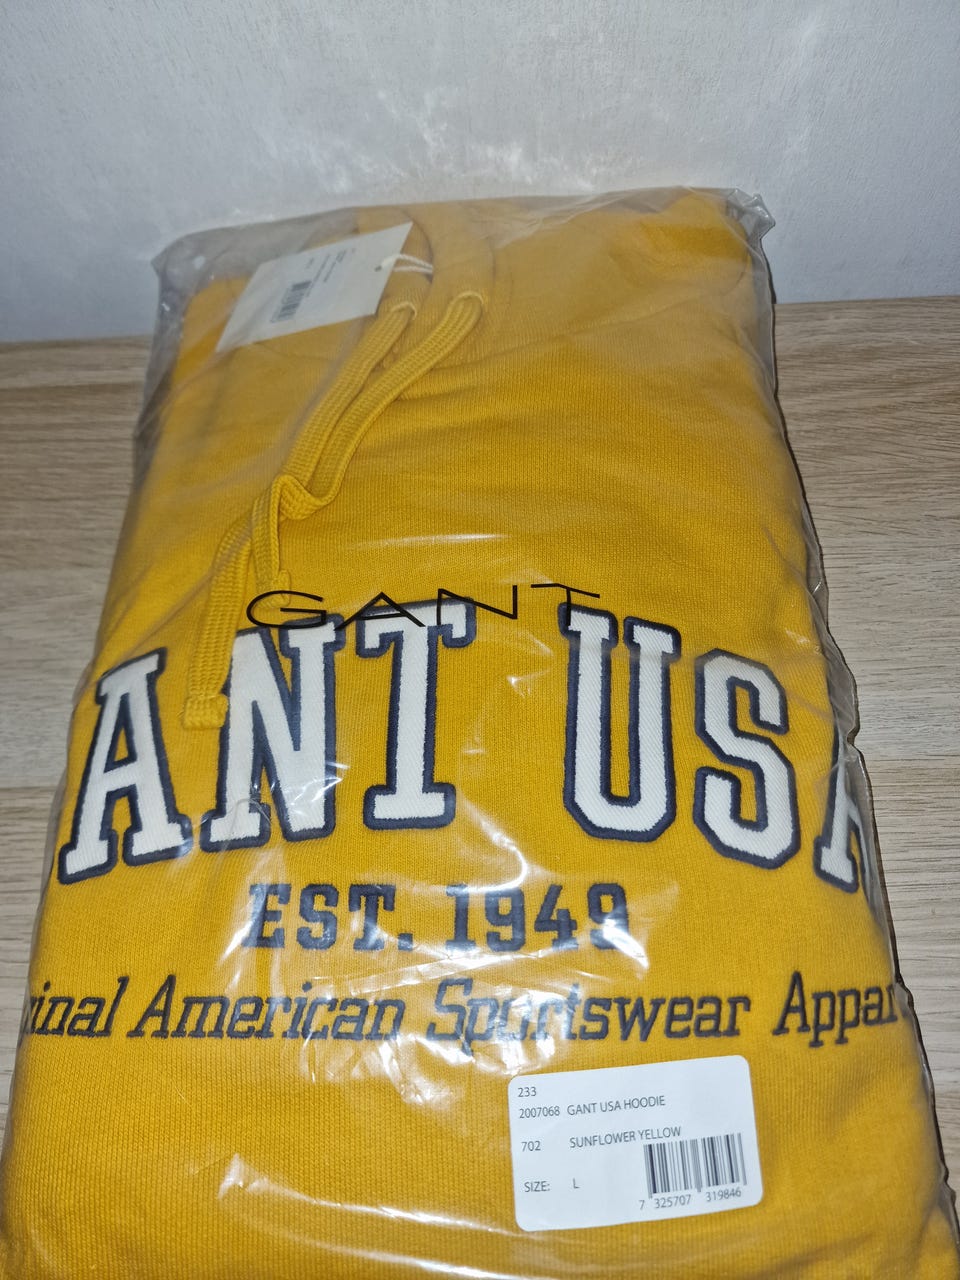 GANT
ANT USA
EST. 1949
ginal American Sportswear Appar
233
2007068 GANT USA HOODIE
702 SUNFLOWER YELLOW
SIZE: L
7 325707 319846